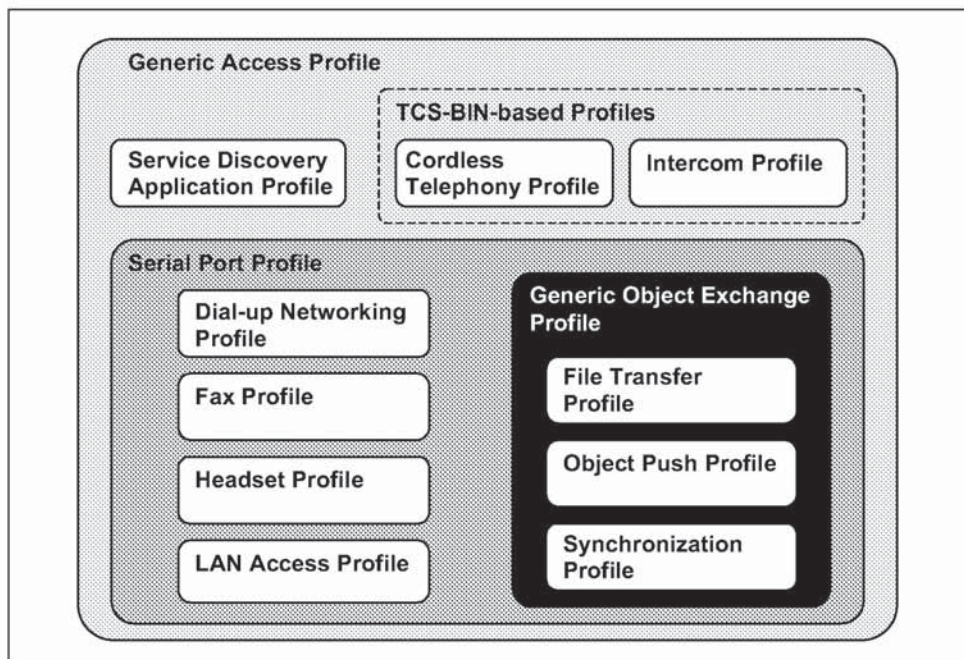 Generic Access Profile
TCS-BIN-based Profiles
Service Discovery
Application Profile
Cordless
Telephony Profile
Intercom Profile
Serial Port Profile
Dial-up Networking
Profile
Fax Profile
Headset Profile
LAN Access Profile
Generic Object Exchange
Profile
File Transfer
Profile
Object Push Profile
Synchronization
Profile